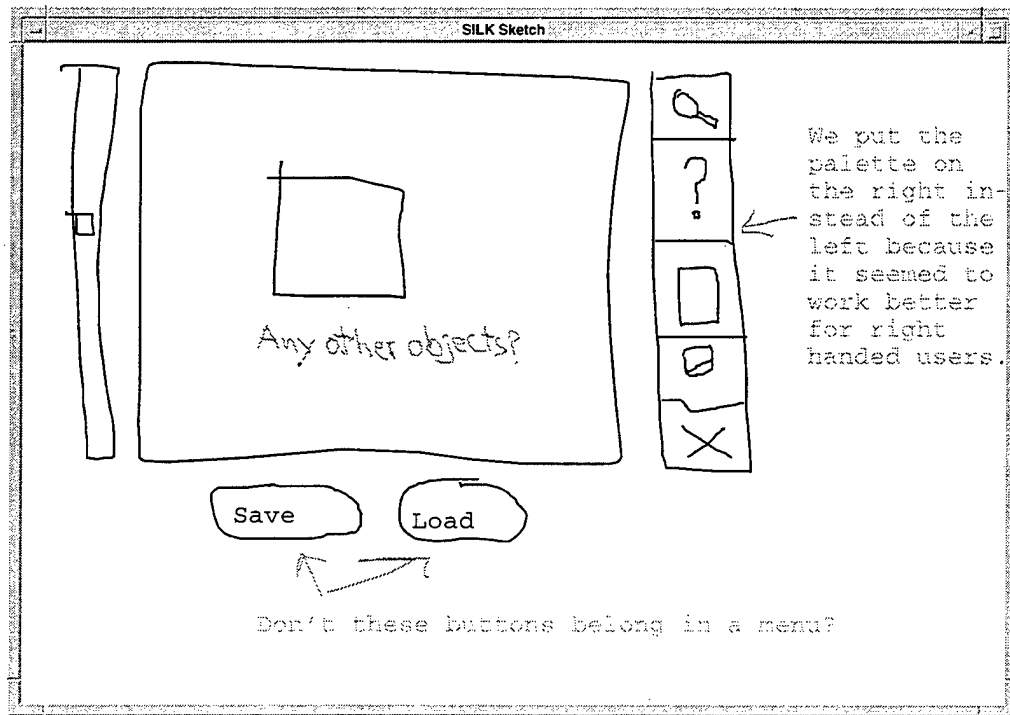 SILK Sketch
We put the
palette on
the right in-
stead of the
left because
it seemed to
work better
for right
handed users.
?
Any other objects?
Save
Load
Don't these buttons belong in a menu?